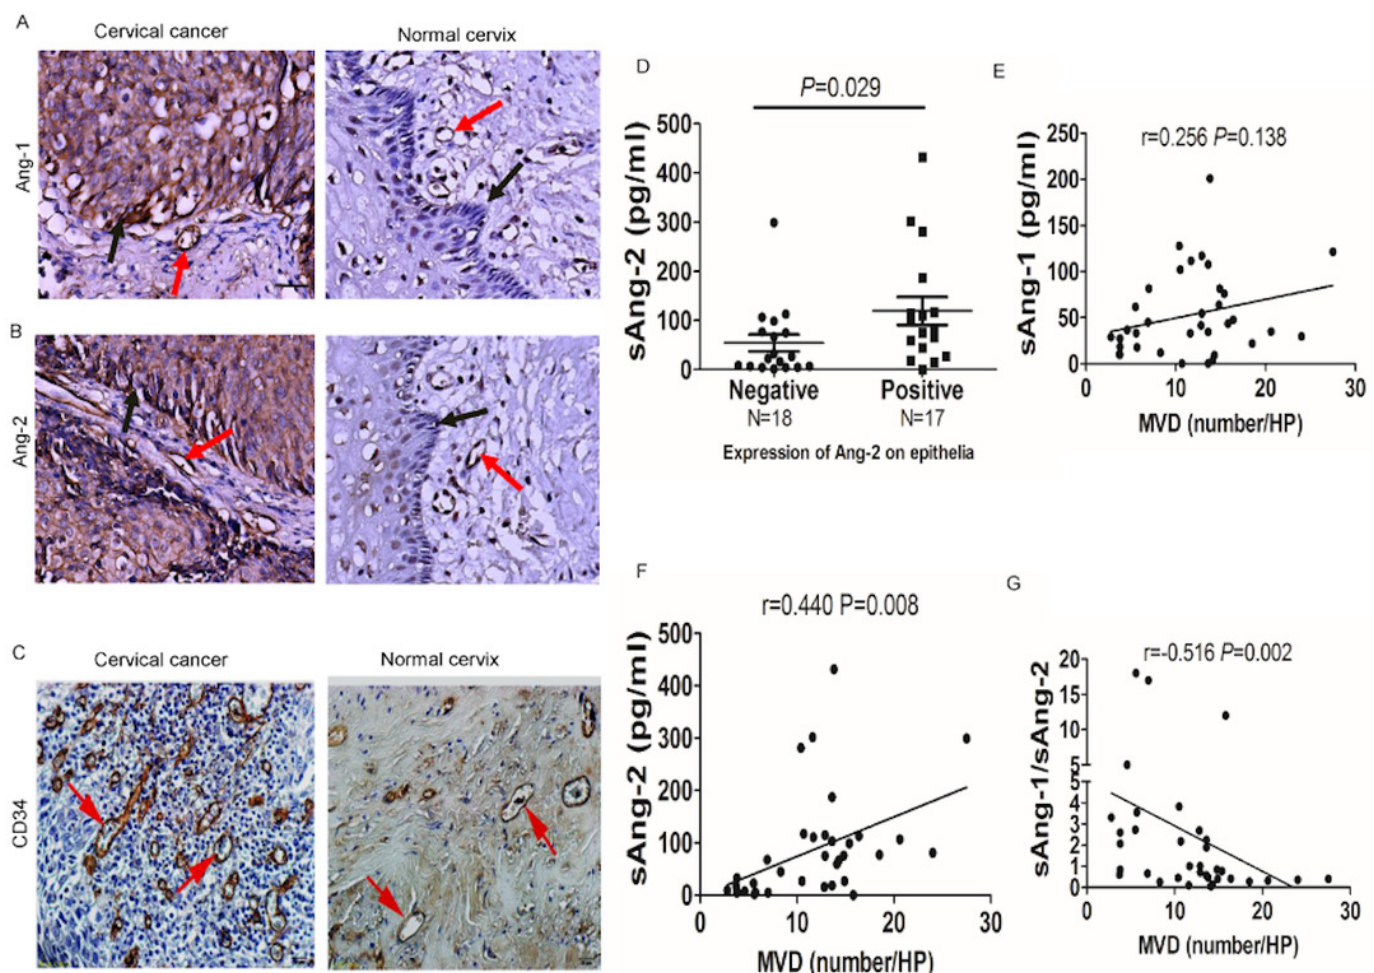 A
Cervical cancer
Normal cervix
Ang-1
B
Ang-2
C
Cervical cancer
Normal cervix
CD34
D
P=0.029
sAng-2 (pg/ml)
500
400
300
200
100
0
Negative
Positive
N=18
N=17
Expression of Ang-2 on epithelia
E
r=0.256 P=0.138
sAng-1 (pg/ml)
250
200
150
100
50
0
0
10
20
30
MVD (number/HP)
F
r=0.440 P=0.008
sAng-2 (pg/ml)
500
400
300
200
100
0
0
10
20
30
MVD (number/HP)
G
r=-0.516 P=0.002
sAng-1/sAng-2
20
15
10
5
5
4
3
2
1
0
0
10
20
30
MVD (number/HP)